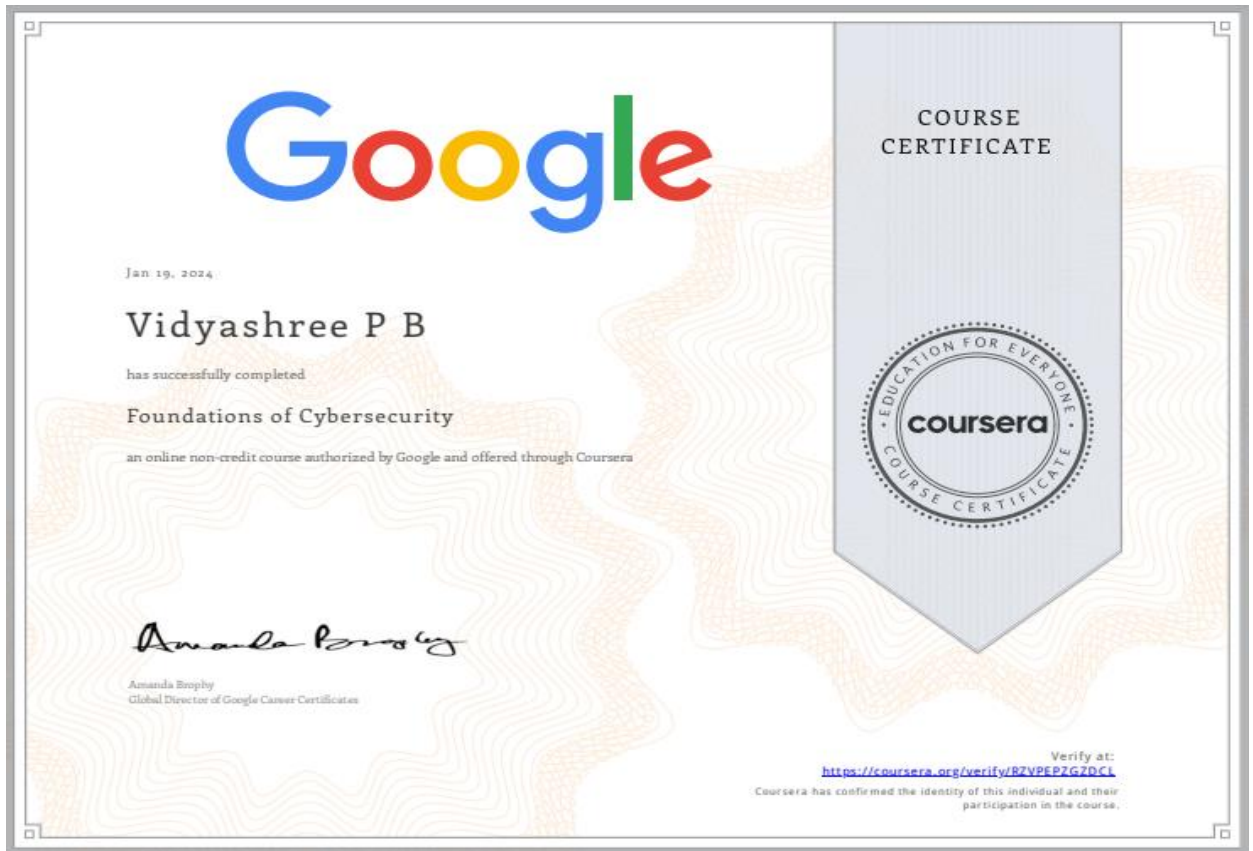 Google
COURSE
CERTIFICATE
Jan 19, 2024
Vidyashree P B
has successfully completed
Foundations of Cybersecurity
an online non-credit course authorized by Google and offered through Coursera
EDUCATION FOR EVERYONE
coursera
COURSE CERTIFICATE
Amanda Brophy
Amanda Brophy
Global Director of Google Career Certificates
Verify at:
https://coursera.org/verify/RZVPEPZGZDCL
Coursera has confirmed the identity of this individual and their
participation in the course.